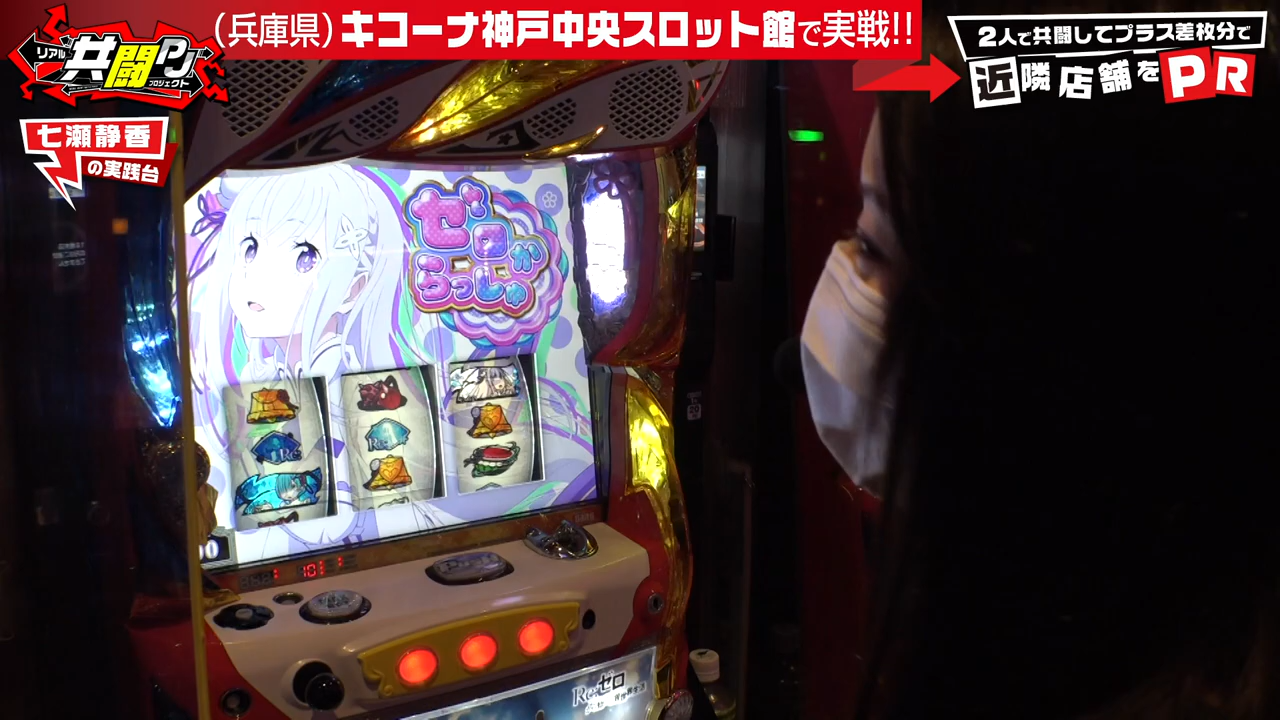 (兵庫県)キコーナ神戸中央スロット館で実戦!!
リアル共闘PJ
プロジェクト
2人で共闘してプラス差枚分で
近隣店舗をPR
七瀬静香
の実践台
ゼロか
らっしゅ
Re:ゼロ